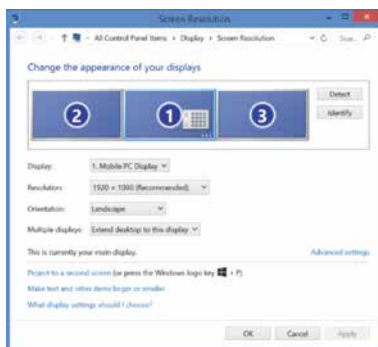 Screen Resolution
All Control Panel Items Display Screen Resolution Sear...
Change the appearance of your displays
2 1 3
Detect
Identify
Display: 1. Mobile PC Display
Resolution: 1920 × 1080 (Recommended)
Orientation: Landscape
Multiple displays: Extend desktop to this display
This is currently your main display. Advanced settings
Project to a second screen (or press the Windows logo key + P)
Make text and other items larger or smaller
What display settings should I choose?
OK Cancel Apply